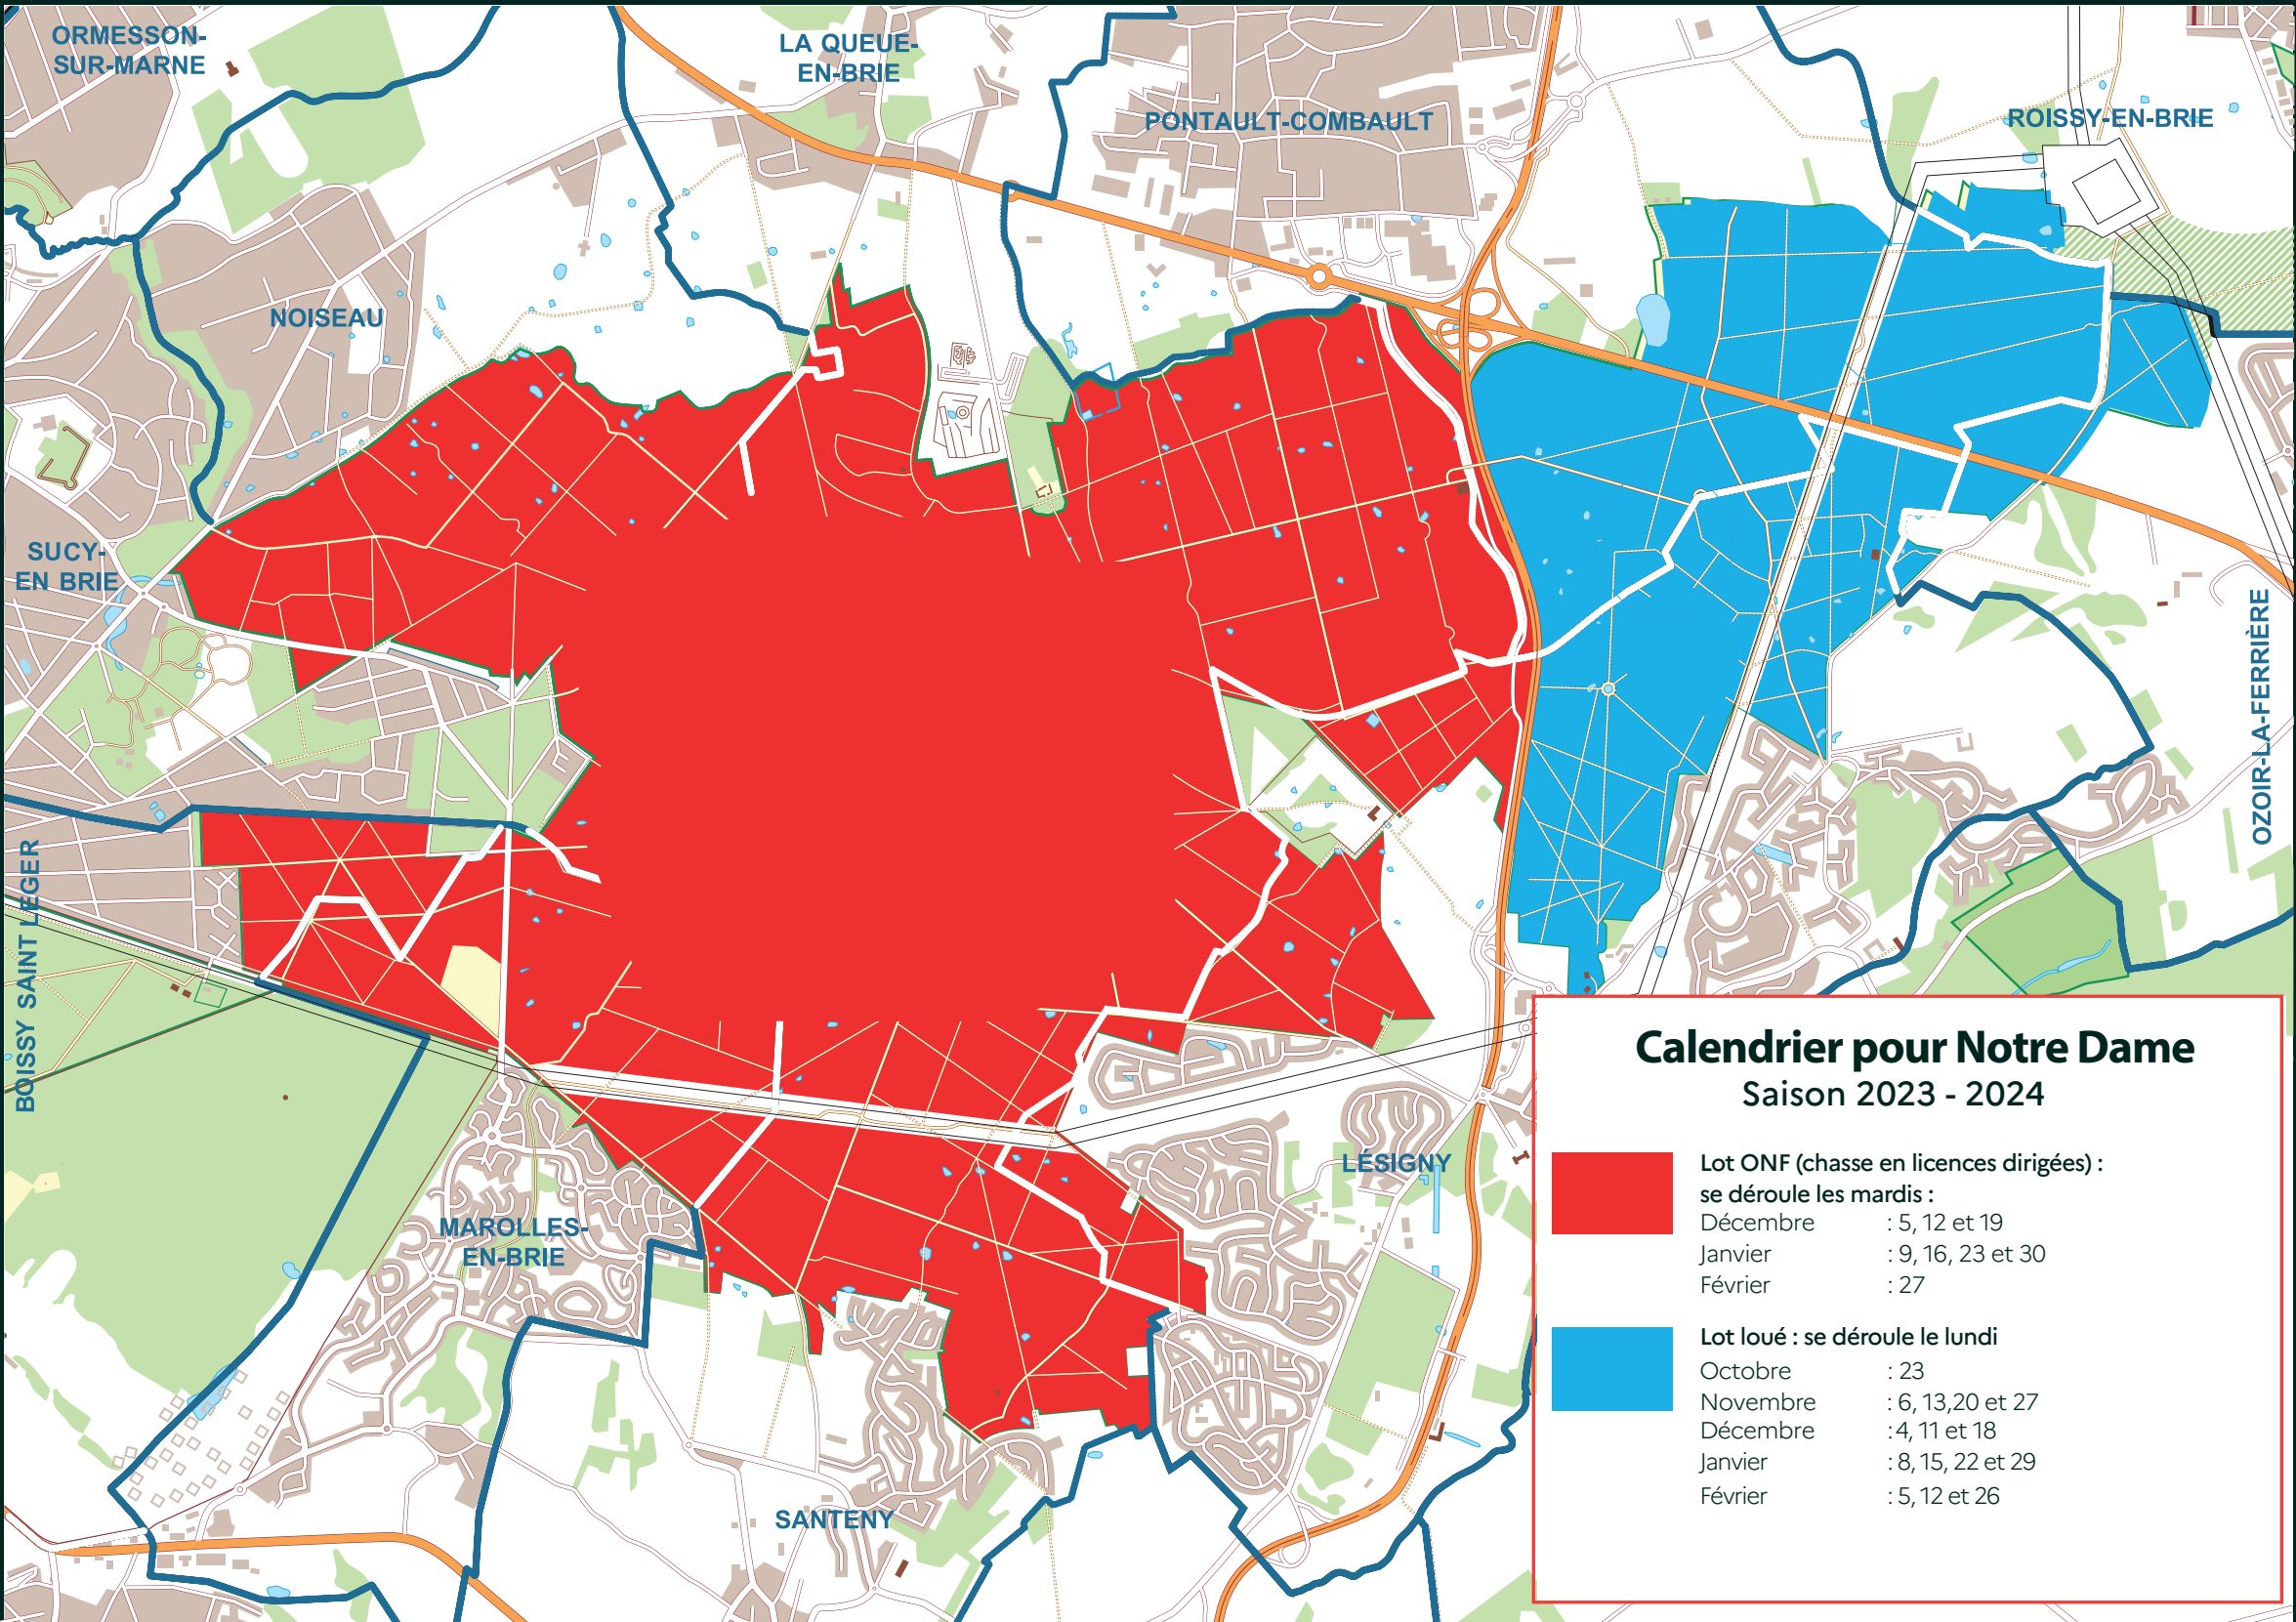 ORMESSON-
SUR-MARNE
LA QUEUE-
EN-BRIE
PONTAULT-COMBAULT
ROISSY-EN-BRIE
NOISEAU
SUCY-
EN BRIE
OZOIR-LA-FERRIÈRE
BOISSY SAINT LEGER
LÉSIGNY
MAROLLES-
EN-BRIE
SANTENY
Calendrier pour Notre Dame
Saison 2023 - 2024
Lot ONF (chasse en licences dirigées) :
se déroule les mardis :
Décembre : 5, 12 et 19
Janvier : 9, 16, 23 et 30
Février : 27
Lot loué : se déroule le lundi
Octobre : 23
Novembre : 6, 13,20 et 27
Décembre : 4, 11 et 18
Janvier : 8, 15, 22 et 29
Février : 5, 12 et 26